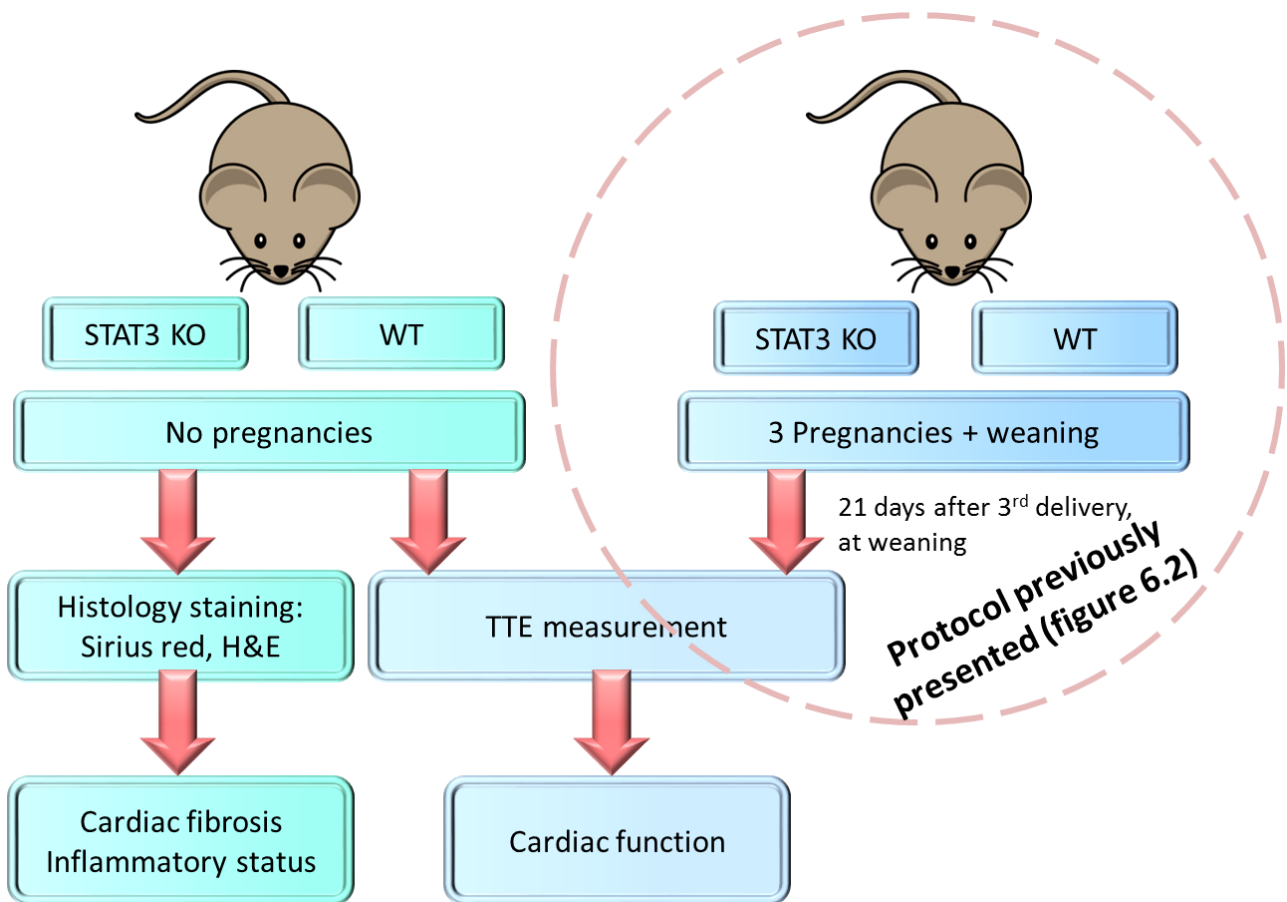 STAT3 KO
WT
STAT3 KO
WT
No pregnancies
3 Pregnancies + weaning
21 days after 3rd delivery,
at weaning
Protocol previously
presented (figure 6.2)
Histology staining:
Sirius red, H&E
TTE measurement
Cardiac fibrosis
Inflammatory status
Cardiac function